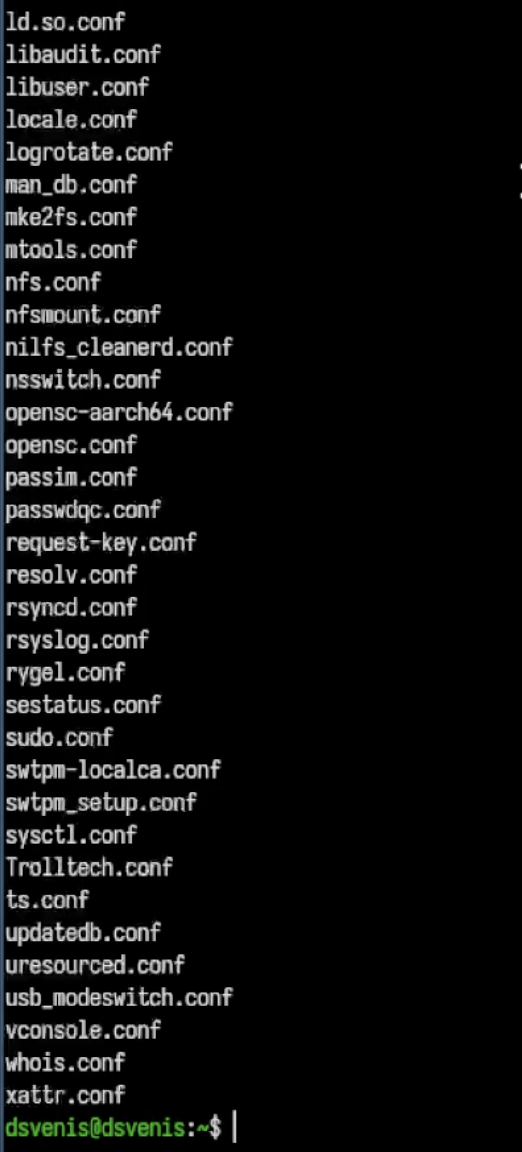 ld.so.conf
libaudit.conf
libuser.conf
locale.conf
logrotate.conf
man_db.conf
mke2fs.conf
mtools.conf
nfs.conf
nfsmount.conf
nilfs_cleanerd.conf
nsswitch.conf
opensc-aarch64.conf
opensc.conf
passim.conf
passwdqc.conf
request-key.conf
resolv.conf
rsyncd.conf
rsyslog.conf
rygel.conf
sestatus.conf
sudo.conf
swtpm-localca.conf
swtpm_setup.conf
sysctl.conf
Trolltech.conf
ts.conf
updatedb.conf
uresourced.conf
usb_modeswitch.conf
vconsole.conf
whois.conf
xattr.conf
dsvenis@dsvenis:~$